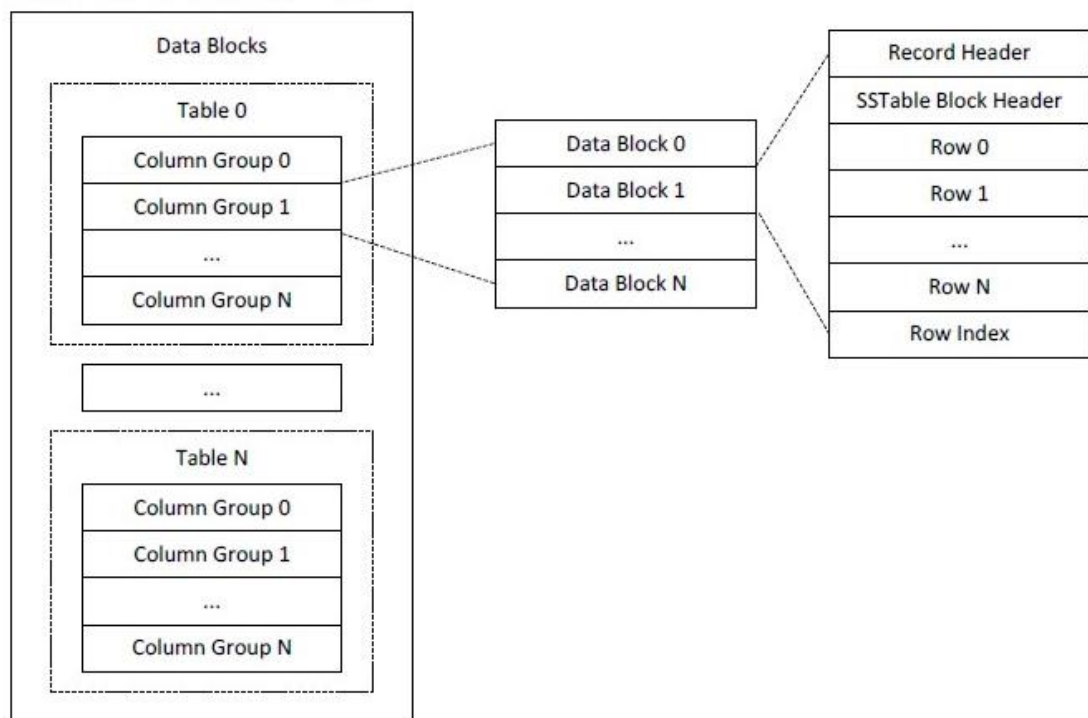 Data Blocks
Table 0
Column Group 0
Column Group 1
...
Column Group N
...
Table N
Column Group 0
Column Group 1
...
Column Group N
Data Block 0
Data Block 1
...
Data Block N
Record Header
SSTable Block Header
Row 0
Row 1
...
Row N
Row Index